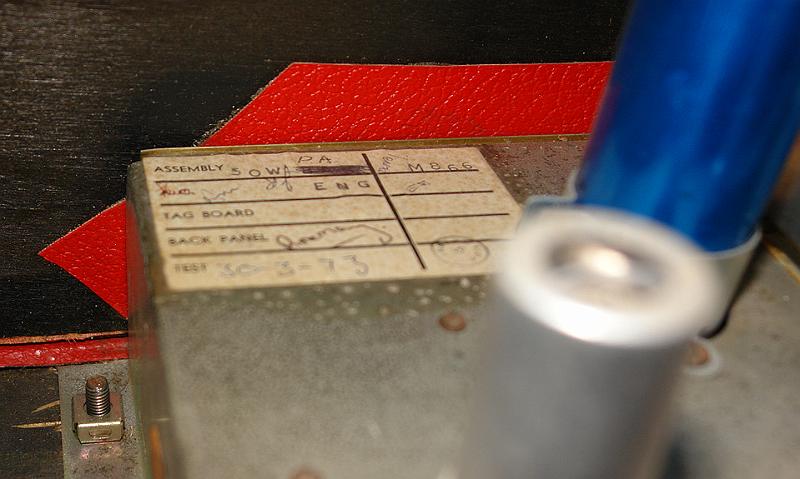 PA
ASSEMBLY 50W M866
ENG
TAG BOARD
BACK PANEL
TEST 30-3-73